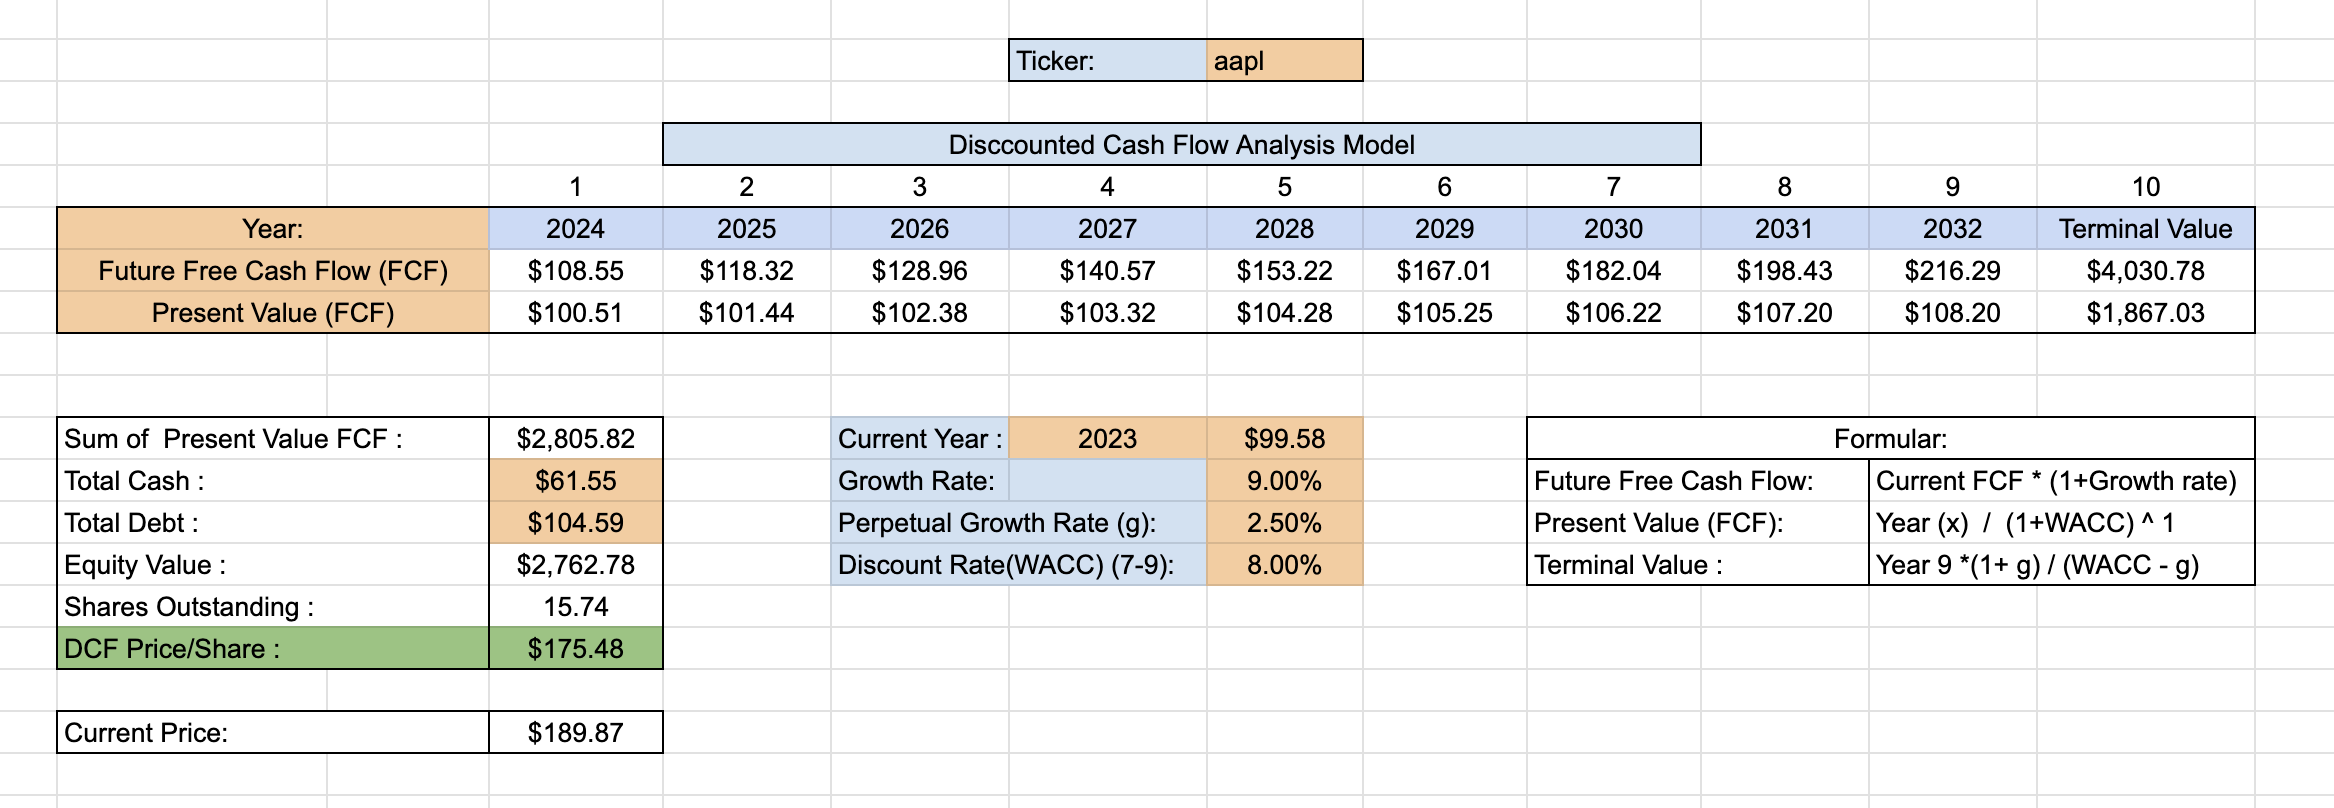 Ticker: aapl
Disccounted Cash Flow Analysis Model
1 2 3 4 5 6 7 8 9 10
Year: 2024 2025 2026 2027 2028 2029 2030 2031 2032 Terminal Value
Future Free Cash Flow (FCF) $108.55 $118.32 $128.96 $140.57 $153.22 $167.01 $182.04 $198.43 $216.29 $4,030.78
Present Value (FCF) $100.51 $101.44 $102.38 $103.32 $104.28 $105.25 $106.22 $107.20 $108.20 $1,867.03
Sum of Present Value FCF : $2,805.82 Current Year : 2023 $99.58 Formular:
Total Cash : $61.55 Growth Rate: 9.00% Future Free Cash Flow: Current FCF * (1+Growth rate)
Total Debt : $104.59 Perpetual Growth Rate (g): 2.50% Present Value (FCF): Year (x) / (1+WACC) ^ 1
Equity Value : $2,762.78 Discount Rate(WACC) (7-9): 8.00% Terminal Value : Year 9 *(1+ g) / (WACC - g)
Shares Outstanding : 15.74
DCF Price/Share : $175.48
Current Price: $189.87